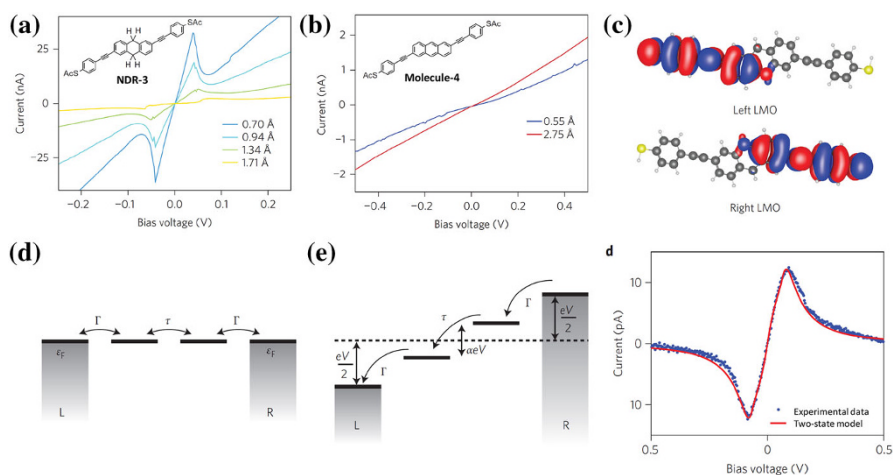 (a)
SAc
H H
H H
AcS
NDR-3
25
0
−25
Current (nA)
0.70 Å
0.94 Å
1.34 Å
1.71 Å
−0.2 −0.1 0.0 0.1 0.2
Bias voltage (V)
(b)
SAc
AcS
Molecule-4
2
1
0
−1
−2
Current (nA)
0.55 Å
2.75 Å
−0.4 −0.2 0.0 0.2 0.4
Bias voltage (V)
(c)
Left LMO
Right LMO
(d)
Γ τ Γ
εF εF
L R
(e)
Γ
τ
eV/2
αeV
eV/2
Γ
L R
d
10
0
10
Current (pA)
Experimental data
Two-state model
0.5 0 0.5
Bias voltage (V)